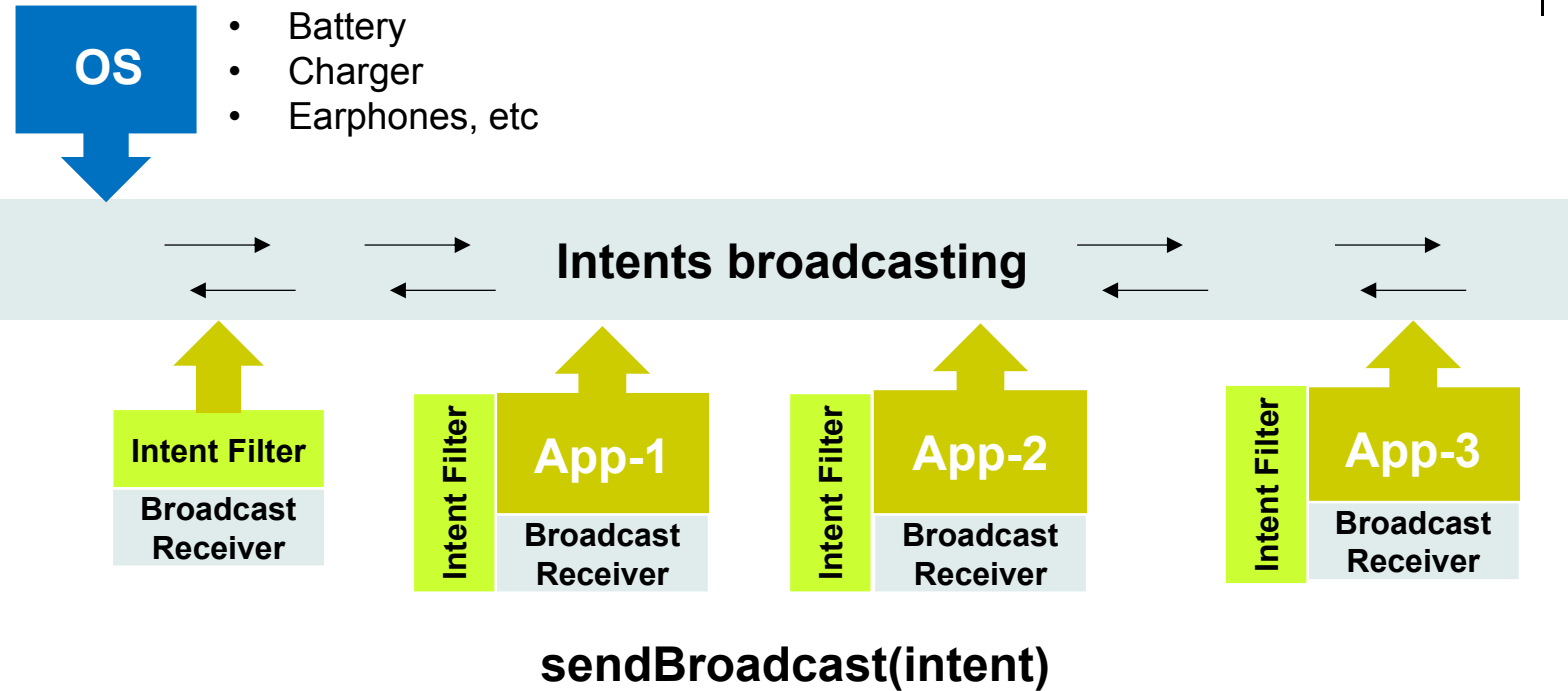 OS
• Battery
• Charger
• Earphones, etc
Intents broadcasting
Intent Filter
Broadcast
Receiver
Intent Filter
App-1
Broadcast
Receiver
Intent Filter
App-2
Broadcast
Receiver
Intent Filter
App-3
Broadcast
Receiver
sendBroadcast(intent)